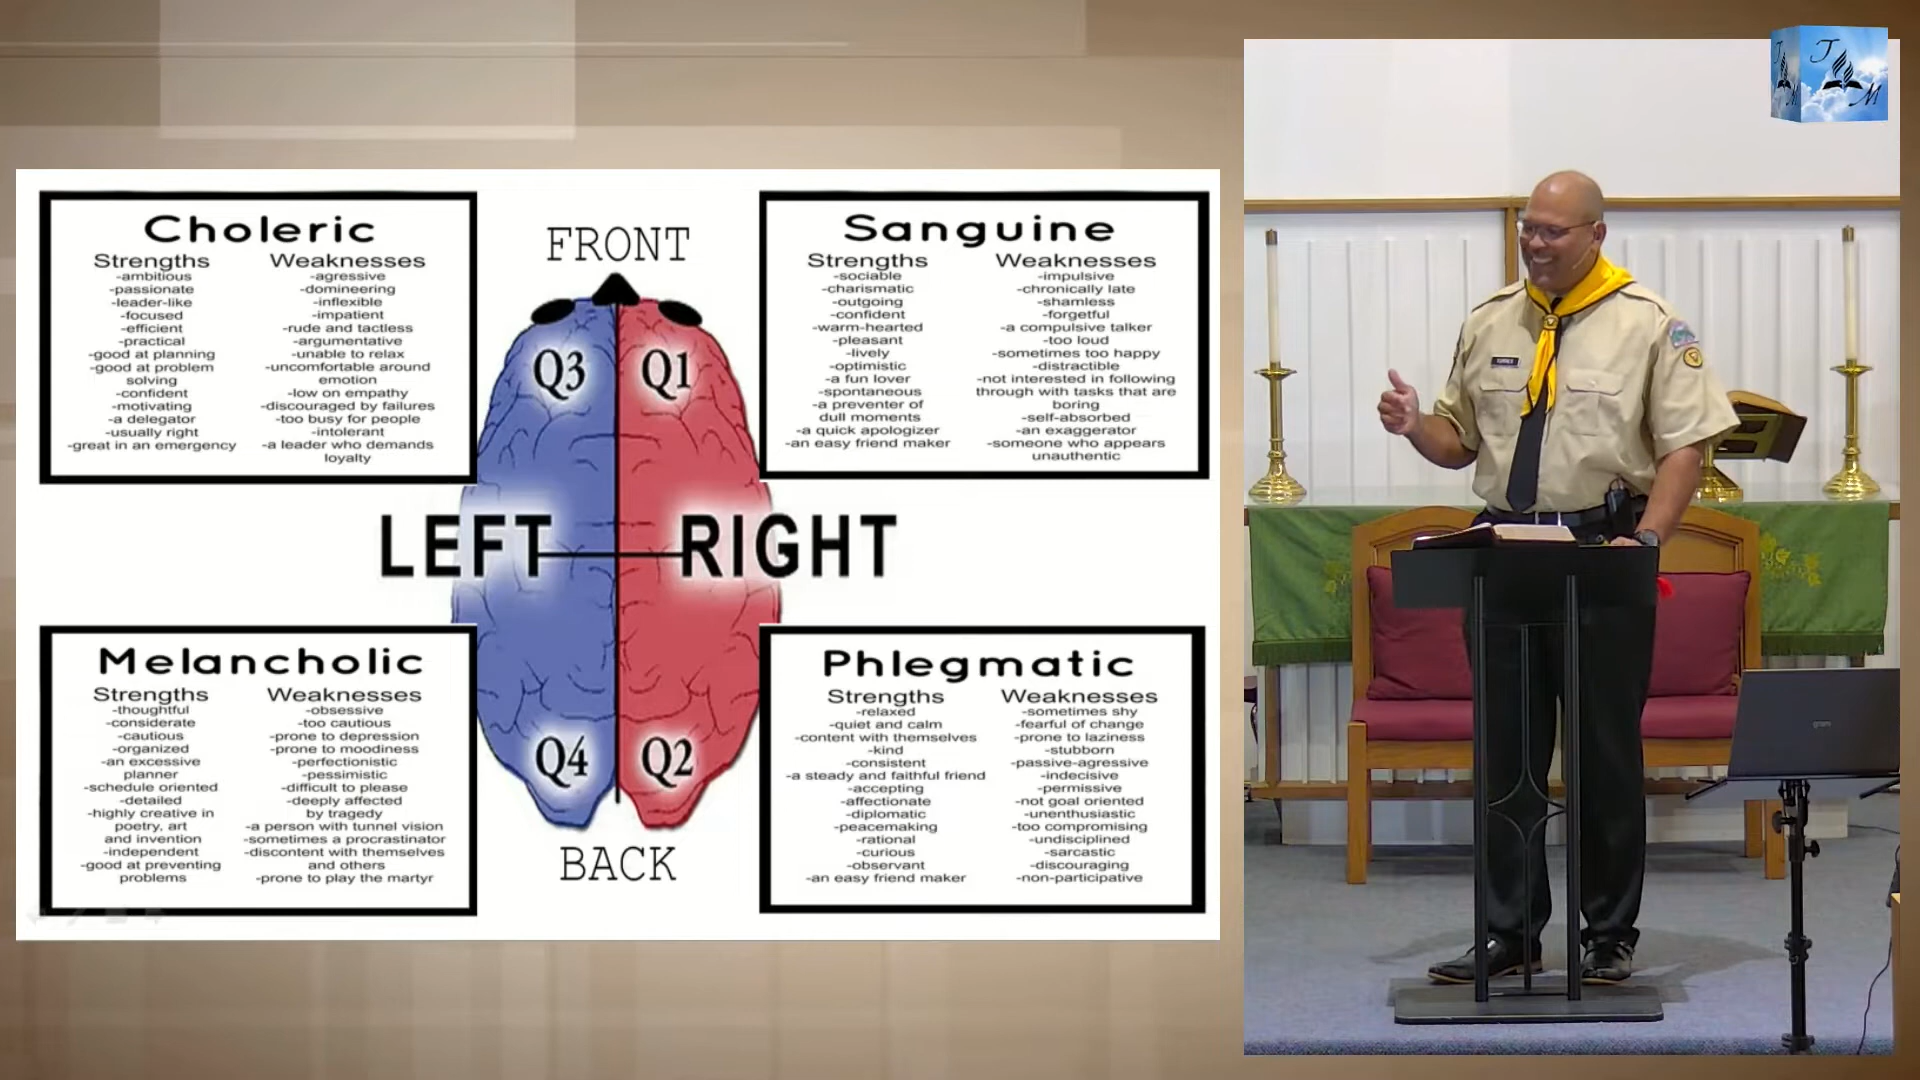 Choleric
Strengths
-ambitious
-passionate
-leader-like
-focused
-efficient
-practical
-good at planning
-good at problem
solving
-confident
-motivating
-a delegator
-usually right
-great in an emergency
Weaknesses
-agressive
-domineering
-inflexible
-impatient
-rude and tactless
-argumentative
-unable to relax
-uncomfortable around
emotion
-low on empathy
-discouraged by failures
-too busy for people
-intolerant
-a leader who demands
loyalty
FRONT
Sanguine
Strengths
-sociable
-charismatic
-outgoing
-confident
-warm-hearted
-pleasant
-lively
-optimistic
-a fun lover
-spontaneous
-a preventer of
dull moments
-a quick apologizer
-an easy friend maker
Weaknesses
-impulsive
-chronically late
-shamless
-forgetful
-a compulsive talker
-too loud
-sometimes too happy
-distractible
-not interested in following
through with tasks that are
boring
-self-absorbed
-an exaggerator
-someone who appears
unauthentic
Q3
Q1
LEFT
RIGHT
Melancholic
Strengths
-thoughtful
-considerate
-cautious
-organized
-an excessive
planner
-schedule oriented
-detailed
-highly creative in
poetry, art
and invention
-independent
-good at preventing
problems
Weaknesses
-obsessive
-too cautious
-prone to depression
-prone to moodiness
-perfectionistic
-pessimistic
-difficult to please
-deeply affected
by tragedy
-a person with tunnel vision
-sometimes a procrastinator
-discontent with themselves
and others
-prone to play the martyr
Q4
Q2
BACK
Phlegmatic
Strengths
-relaxed
-quiet and calm
-content with themselves
-kind
-consistent
-a steady and faithful friend
-accepting
-affectionate
-diplomatic
-peacemaking
-rational
-curious
-observant
-an easy friend maker
Weaknesses
-sometimes shy
-fearful of change
-prone to laziness
-stubborn
-passive-agressive
-indecisive
-permissive
-not goal oriented
-unenthusiastic
-too compromising
-undisciplined
-sarcastic
-discouraging
-non-participative
T
M
T
M
gram